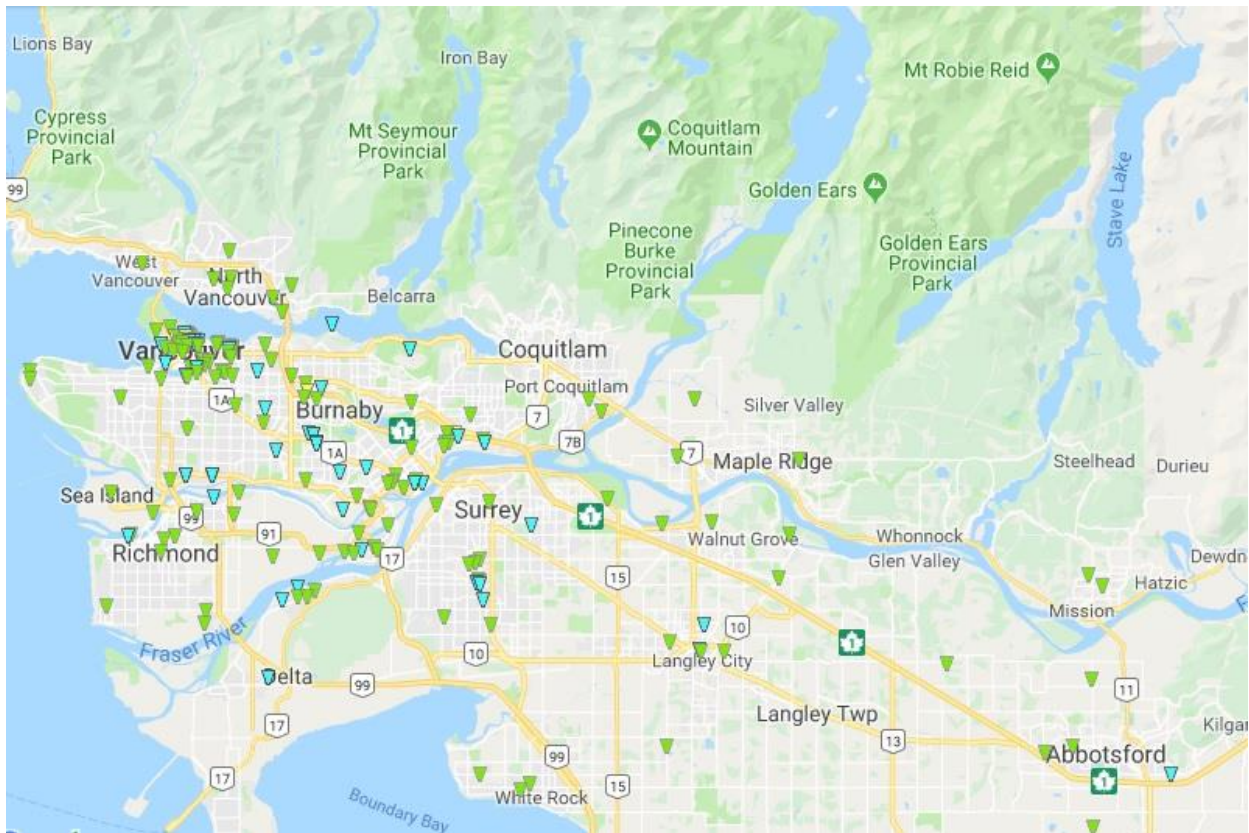 Lions Bay
Iron Bay
Mt Robie Reid
Cypress
Provincial
Park
Mt Seymour
Provincial
Park
Coquitlam
Mountain
99
Golden Ears
Stave Lake
Pinecone
Burke
Provincial
Park
Golden Ears
Provincial
Park
West
Vancouver
North
Vancouver
Belcarra
Vancouver
Coquitlam
Port Coquitlam
1A
Burnaby
7
Silver Valley
1
7B
1A
7
Maple Ridge
Steelhead
Durieu
Sea Island
99
Surrey
1
91
Richmond
17
Walnut Grove
Whonnock
Glen Valley
Dewdn
15
Hatzic
Mission
F
Fraser River
10
1
10
Langley City
Delta
99
11
17
Langley Twp
Kilgar
13
99
Abbotsford
17
15
1
White Rock
Boundary Bay